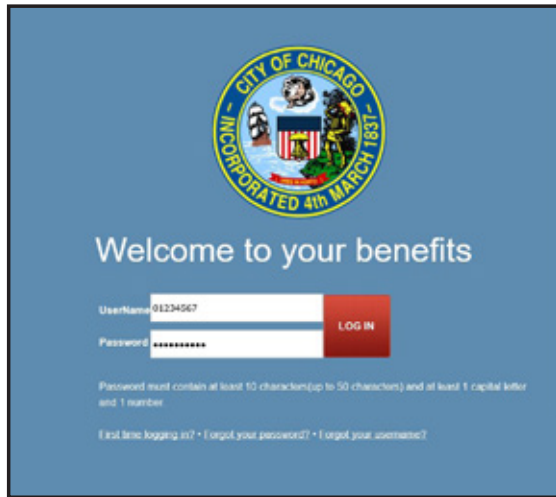 CITY OF CHICAGO
INCORPORATED 4th MARCH 1837
Welcome to your benefits
UserName 01234567
LOG IN
Password ••••••••••
Password must contain at least 10 characters(up to 50 characters) and at least 1 capital letter
and 1 number.
First time logging in? • Forgot your password? • Forgot your username?